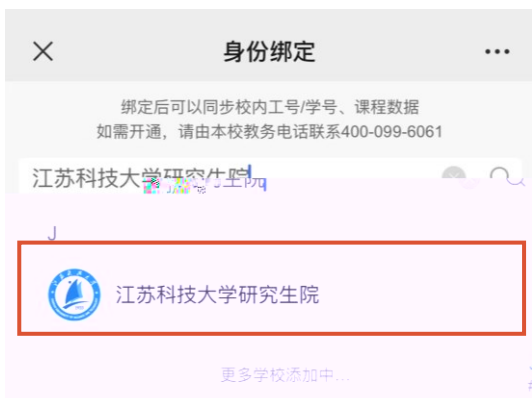 身份绑定
绑定后可以同步校内工号/学号、课程数据
如需开通，请由本校教务电话联系400-099-6061
江苏科技大学研究生院
J
江苏科技大学研究生院
更多学校添加中...